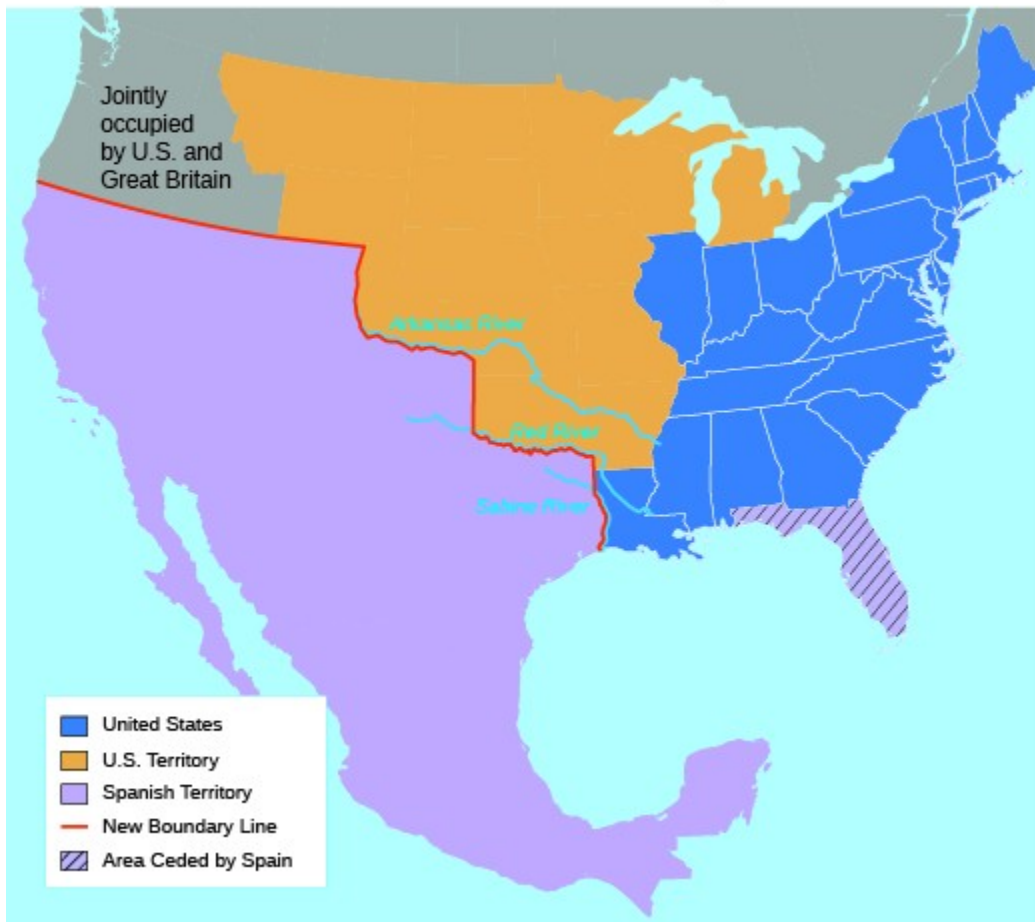 Jointly
occupied
by U.S. and
Great Britain
Arkansas River
Red River
Sabine River
United States
U.S. Territory
Spanish Territory
New Boundary Line
Area Ceded by Spain